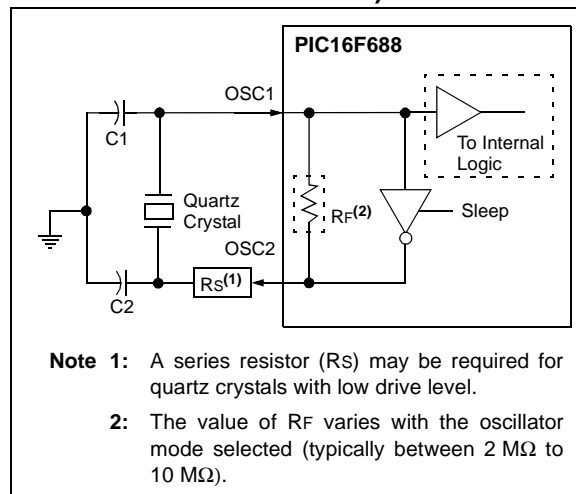 PIC16F688
OSC1
C1
To Internal
Logic
Quartz
Crystal
RF(2)
Sleep
OSC2
RS(1)
C2
Note 1: A series resistor (RS) may be required for
quartz crystals with low drive level.
2: The value of RF varies with the oscillator
mode selected (typically between 2 MΩ to
10 MΩ).